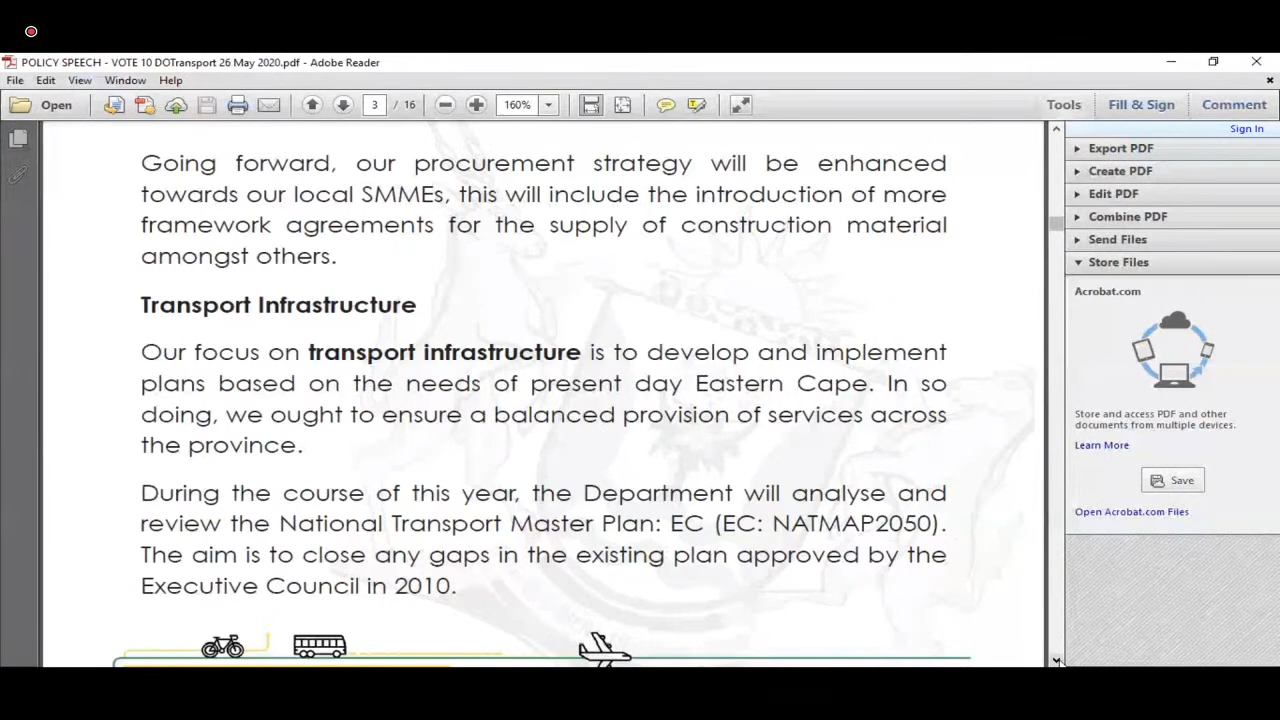 POLICY SPEECH - VOTE 10 DOTransport 26 May 2020.pdf - Adobe Reader
File Edit View Window Help
Open 3 / 16 160% Tools Fill & Sign Comment
Sign In
Export PDF
Create PDF
Edit PDF
Combine PDF
Send Files
Store Files
Acrobat.com
Store and access PDF and other
documents from multiple devices.
Learn More
Save
Open Acrobat.com Files
Going forward, our procurement strategy will be enhanced
towards our local SMMEs, this will include the introduction of more
framework agreements for the supply of construction material
amongst others.
Transport Infrastructure
Our focus on transport infrastructure is to develop and implement
plans based on the needs of present day Eastern Cape. In so
doing, we ought to ensure a balanced provision of services across
the province.
During the course of this year, the Department will analyse and
review the National Transport Master Plan: EC (EC: NATMAP2050).
The aim is to close any gaps in the existing plan approved by the
Executive Council in 2010.